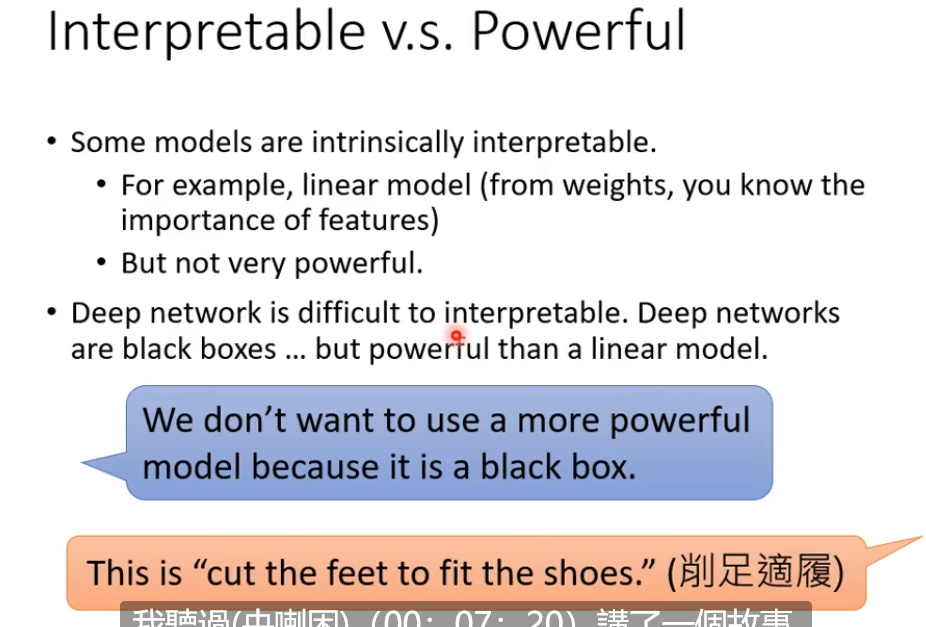 Interpretable v.s. Powerful
• Some models are intrinsically interpretable.
• For example, linear model (from weights, you know the
importance of features)
• But not very powerful.
• Deep network is difficult to interpretable. Deep networks
are black boxes … but powerful than a linear model.
We don’t want to use a more powerful
model because it is a black box.
This is “cut the feet to fit the shoes.” (削足適履)
我聽過(央喇困)（00：07：20）講了一個故事